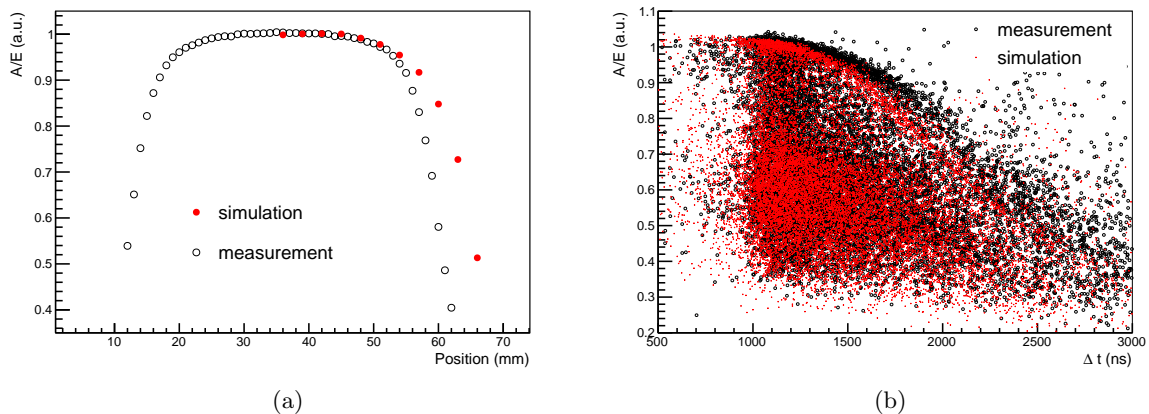 A/E (a.u.)
1
0.9
0.8
0.7
0.6
0.5
0.4
simulation
measurement
10 20 30 40 50 60 70
Position (mm)
(a)
A/E (a.u.)
1.1
1
0.9
0.8
0.7
0.6
0.5
0.4
0.3
0.2
measurement
simulation
500 1000 1500 2000 2500 3000
Δ t (ns)
(b)